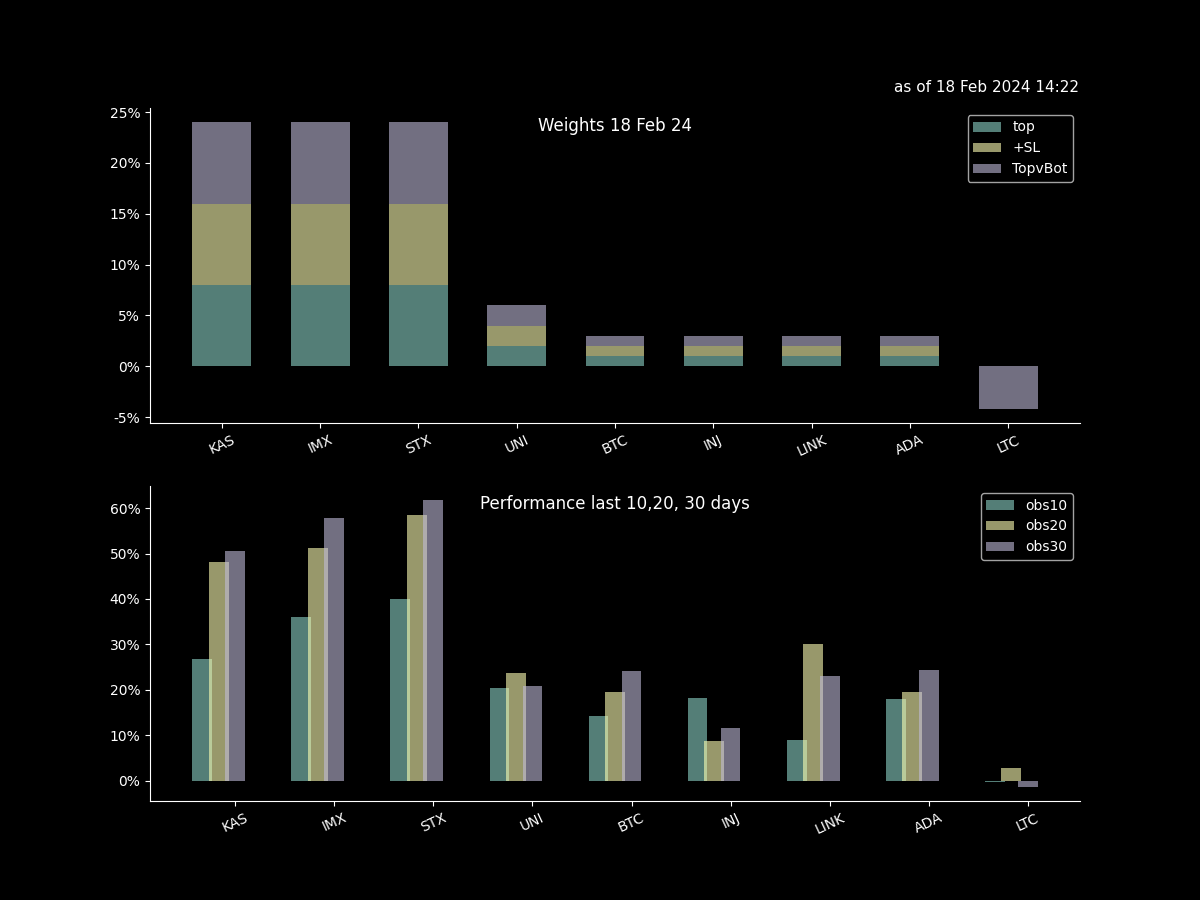 as of 18 Feb 2024 14:22
Weights 18 Feb 24
top
+SL
TopvBot
25%
20%
15%
10%
5%
0%
-5%
KAS IMX STX UNI BTC INJ LINK ADA LTC
Performance last 10,20, 30 days
obs10
obs20
obs30
60%
50%
40%
30%
20%
10%
0%
KAS IMX STX UNI BTC INJ LINK ADA LTC